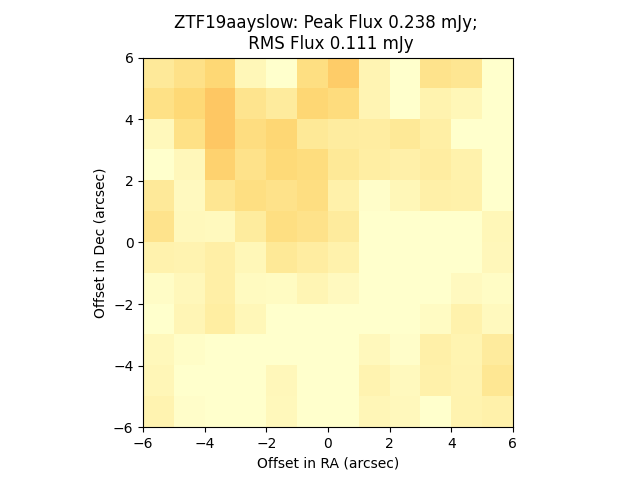 ZTF19aayslow: Peak Flux 0.238 mJy;
RMS Flux 0.111 mJy
6
4
2
0
−2
−4
−6
Offset in Dec (arcsec)
−6 −4 −2 0 2 4 6
Offset in RA (arcsec)